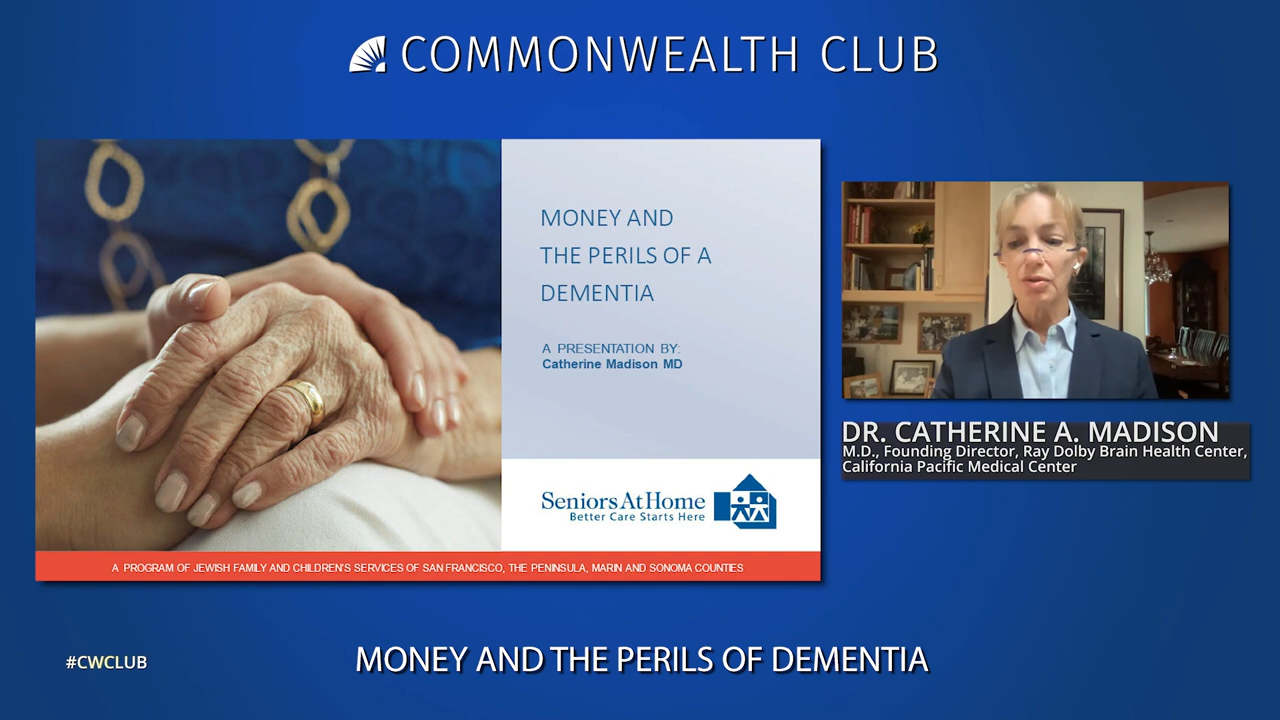 COMMONWEALTH CLUB
MONEY AND
THE PERILS OF A
DEMENTIA
A PRESENTATION BY:
Catherine Madison MD
SeniorsAtHome
Better Care Starts Here
A PROGRAM OF JEWISH FAMILY AND CHILDREN'S SERVICES OF SAN FRANCISCO, THE PENINSULA, MARIN AND SONOMA COUNTIES
DR. CATHERINE A. MADISON
M.D., Founding Director, Ray Dolby Brain Health Center,
California Pacific Medical Center
#CWCLUB
MONEY AND THE PERILS OF DEMENTIA